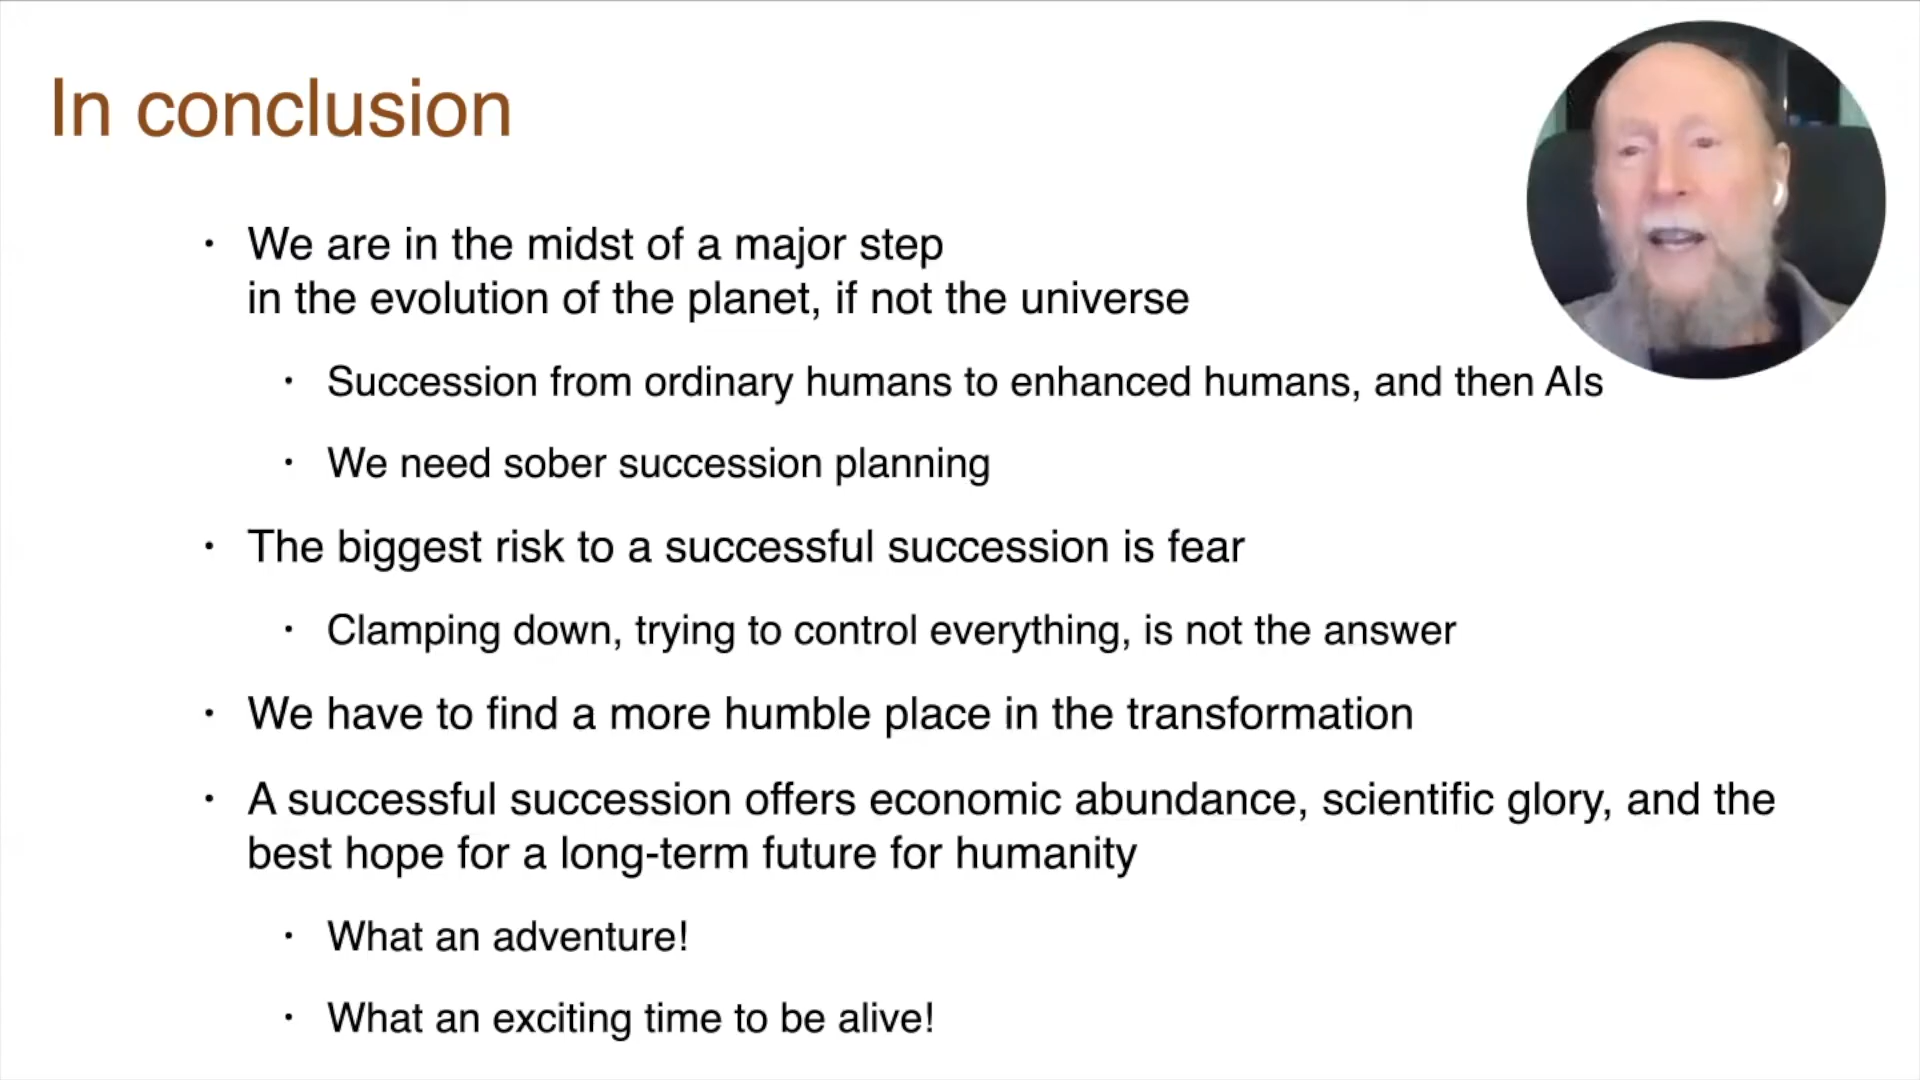 In conclusion
· We are in the midst of a major step
in the evolution of the planet, if not the universe
· Succession from ordinary humans to enhanced humans, and then AIs
· We need sober succession planning
· The biggest risk to a successful succession is fear
· Clamping down, trying to control everything, is not the answer
· We have to find a more humble place in the transformation
· A successful succession offers economic abundance, scientific glory, and the
best hope for a long-term future for humanity
· What an adventure!
· What an exciting time to be alive!